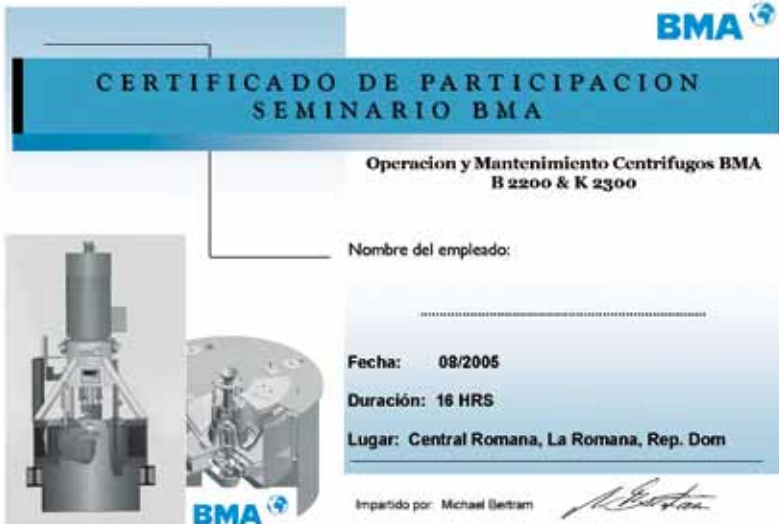 BMA
CERTIFICADO DE PARTICIPACION
SEMINARIO BMA
Operacion y Mantenimiento Centrifugos BMA
B 2200 & K 2300
Nombre del empleado:
Fecha: 08/2005
Duración: 16 HRS
Lugar: Central Romana, La Romana, Rep. Dom
Impartido por: Michael Bertram
BMA